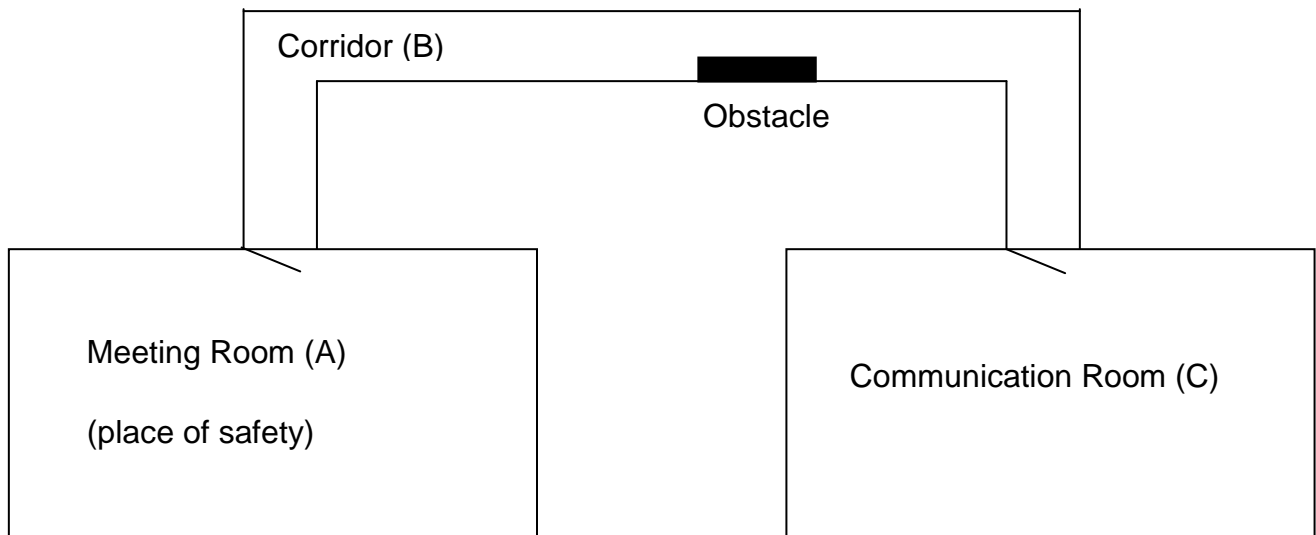 Corridor (B)
Obstacle
Meeting Room (A)
(place of safety)
Communication Room (C)